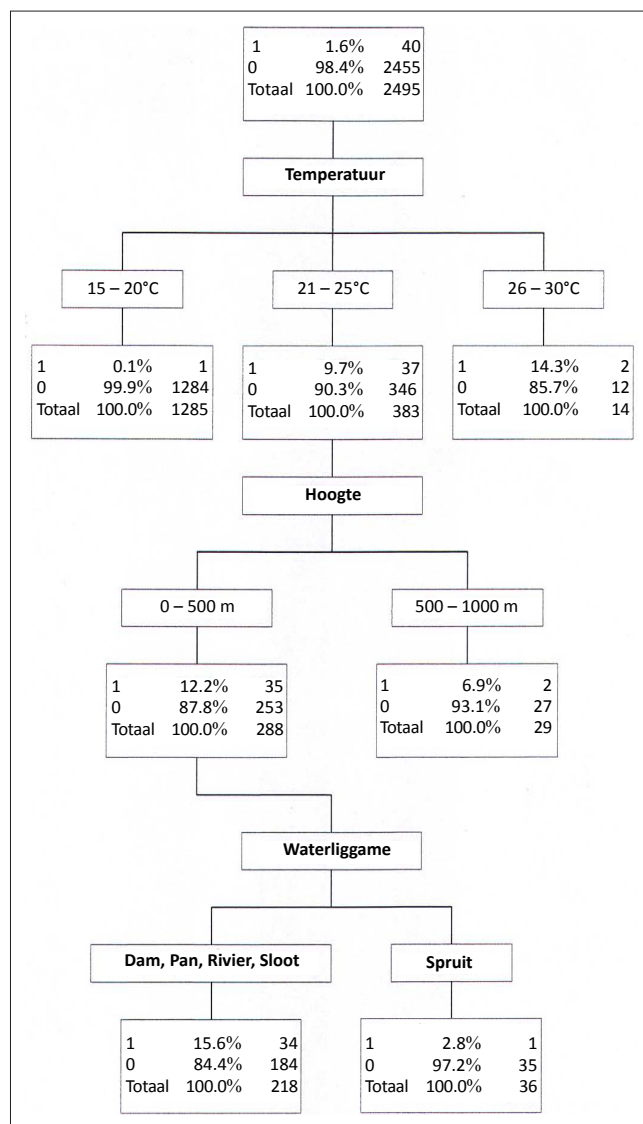 1 1.6% 40
0 98.4% 2455
Totaal 100.0% 2495
Temperatuur
15 – 20°C
21 – 25°C
26 – 30°C
1 0.1% 1
0 99.9% 1284
Totaal 100.0% 1285
1 9.7% 37
0 90.3% 346
Totaal 100.0% 383
1 14.3% 2
0 85.7% 12
Totaal 100.0% 14
Hoogte
0 – 500 m
500 – 1000 m
1 12.2% 35
0 87.8% 253
Totaal 100.0% 288
1 6.9% 2
0 93.1% 27
Totaal 100.0% 29
Waterliggame
Dam, Pan, Rivier, Sloot
Spruit
1 15.6% 34
0 84.4% 184
Totaal 100.0% 218
1 2.8% 1
0 97.2% 35
Totaal 100.0% 36